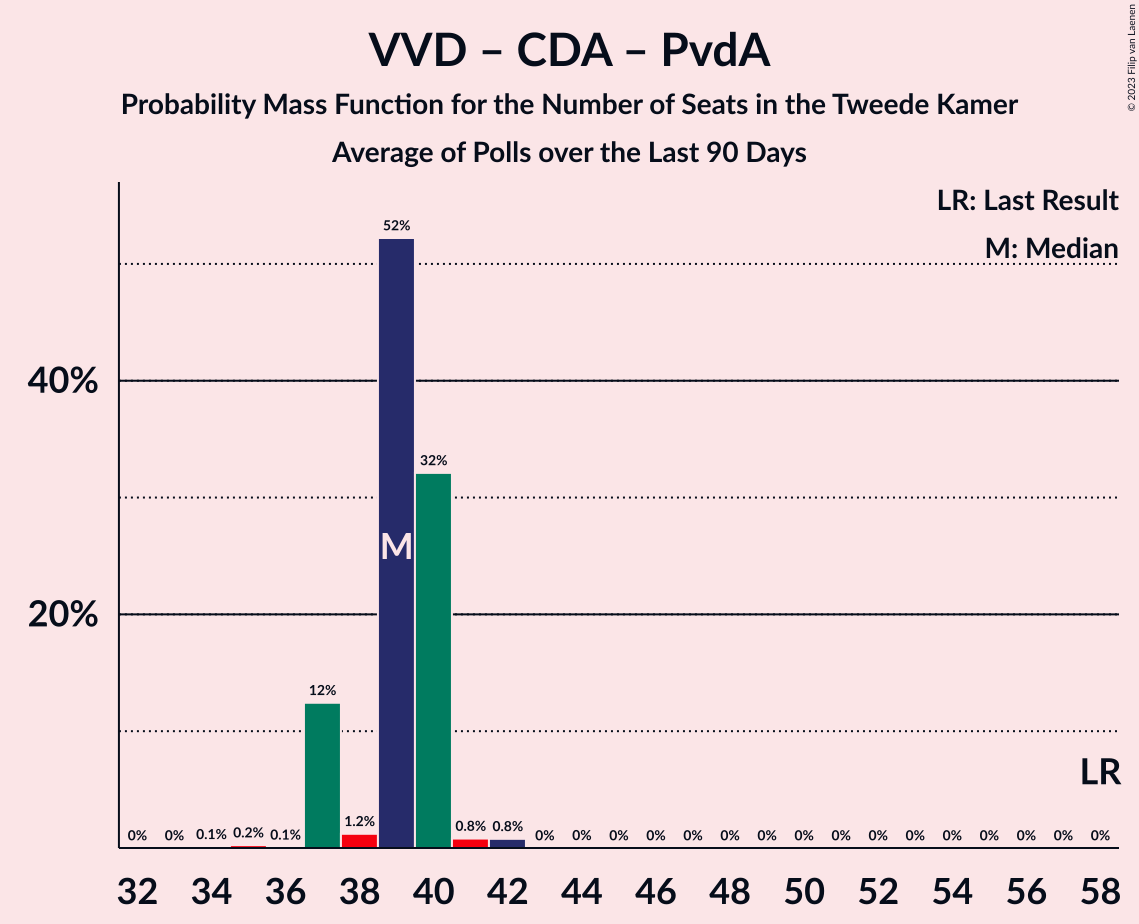 VVD – CDA – PvdA
Probability Mass Function for the Number of Seats in the Tweede Kamer
Average of Polls over the Last 90 Days
© 2023 Filip van Laenen
LR: Last Result
M: Median
52%
40%
32%
M
20%
12%
LR
0% 0% 0.1% 0.2% 0.1% 1.2% 0.8% 0.8% 0% 0% 0% 0% 0% 0% 0% 0% 0% 0% 0% 0% 0% 0% 0% 0%
32 34 36 38 40 42 44 46 48 50 52 54 56 58